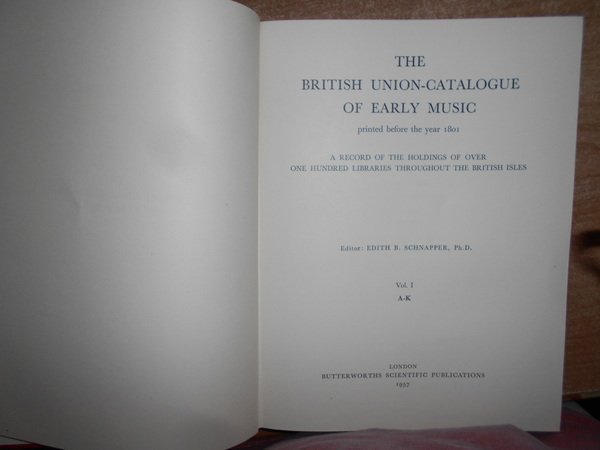 THE
BRITISH UNION-CATALOGUE
OF EARLY MUSIC
printed before the year 1801
A RECORD OF THE HOLDINGS OF OVER
ONE HUNDRED LIBRARIES THROUGHOUT THE BRITISH ISLES
Editor: EDITH B. SCHNAPPER, Ph.D.
Vol. I
A-K
LONDON
BUTTERWORTHS SCIENTIFIC PUBLICATIONS
1957